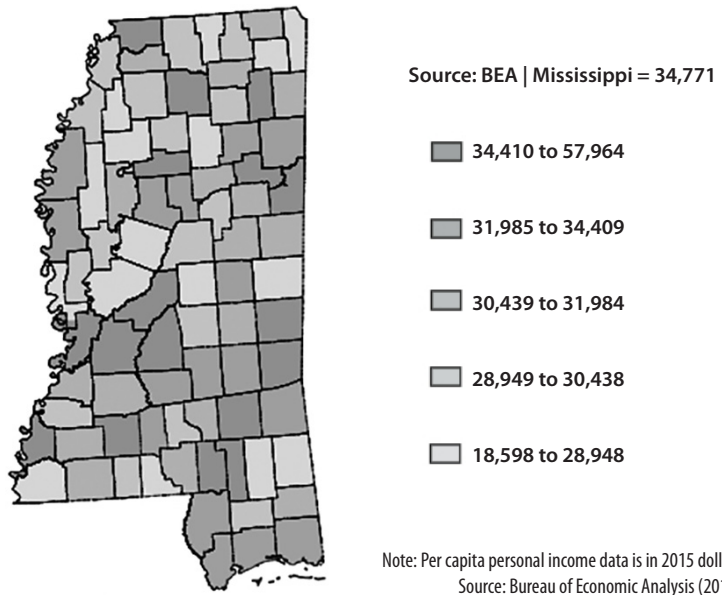 Source: BEA | Mississippi = 34,771
34,410 to 57,964
31,985 to 34,409
30,439 to 31,984
28,949 to 30,438
18,598 to 28,948
Note: Per capita personal income data is in 2015
Source: Bureau of Economic Analysis